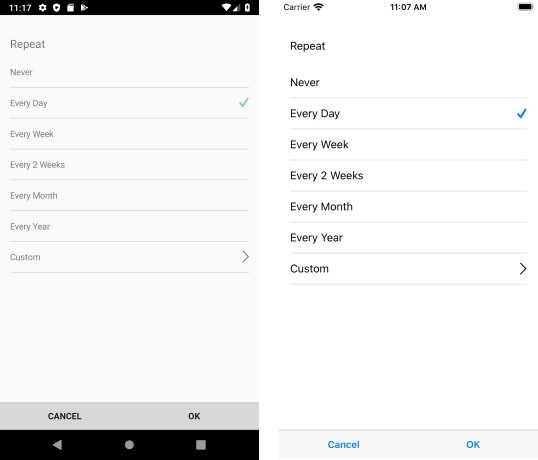 11:17
Repeat
Never
Every Day
Every Week
Every 2 Weeks
Every Month
Every Year
Custom
CANCEL OK
Carrier 11:07 AM
Repeat
Never
Every Day
Every Week
Every 2 Weeks
Every Month
Every Year
Custom
Cancel OK